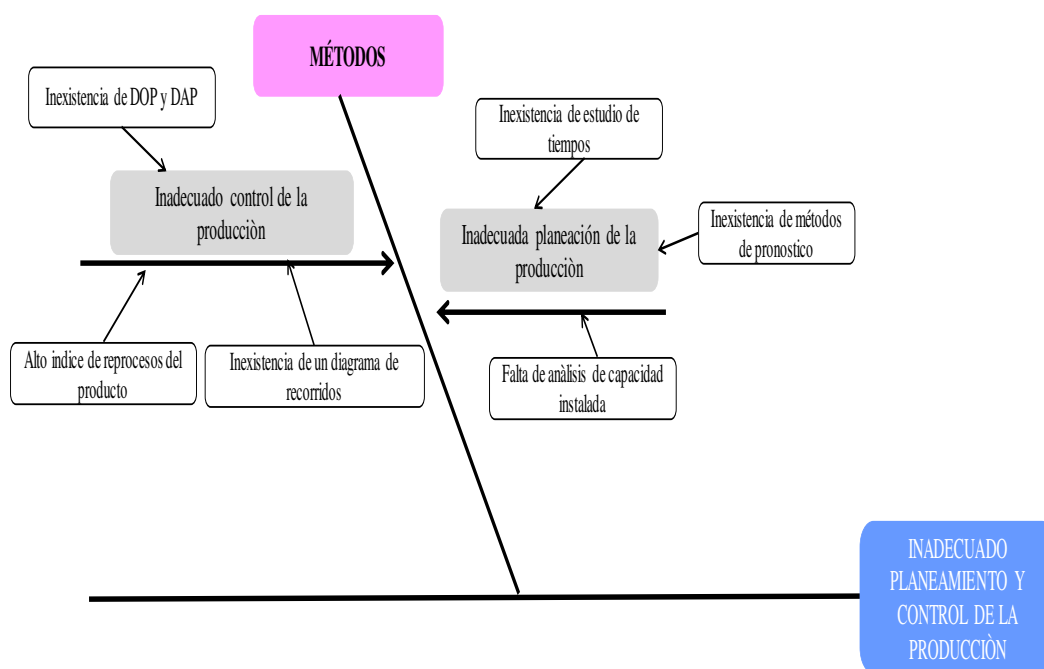 MÉTODOS
Inexistencia de DOP y DAP
Inexistencia de estudio de
tiempos
Inadecuado control de la
producciòn
Inadecuada planeación de la
producciòn
Inexistencia de métodos
de pronostico
Alto indice de reprocesos del
producto
Inexistencia de un diagrama de
recorridos
Falta de anàlisis de capacidad
instalada
INADECUADO
PLANEAMIENTO Y
CONTROL DE LA
PRODUCCIÒN